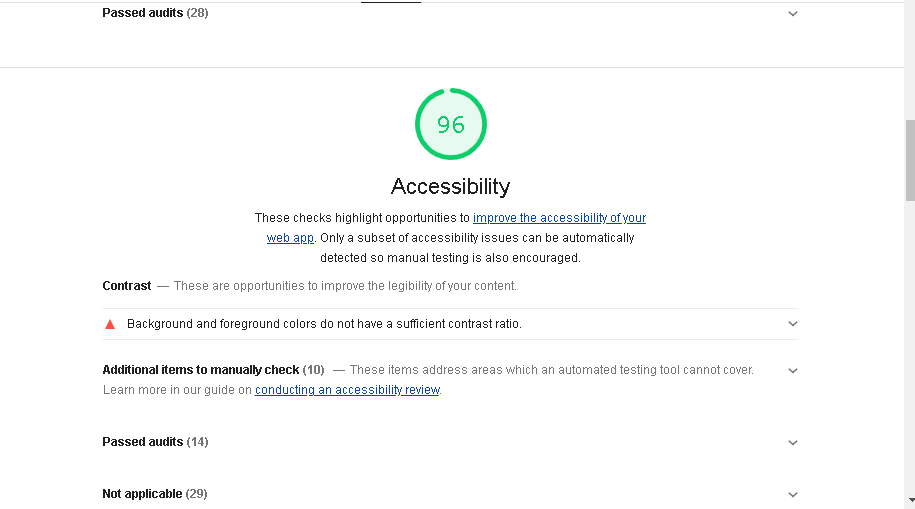 Passed audits (28)
96
Accessibility
These checks highlight opportunities to improve the accessibility of your
web app. Only a subset of accessibility issues can be automatically
detected so manual testing is also encouraged.
Contrast — These are opportunities to improve the legibility of your content.
Background and foreground colors do not have a sufficient contrast ratio.
Additional items to manually check (10) — These items address areas which an automated testing tool cannot cover.
Learn more in our guide on conducting an accessibility review.
Passed audits (14)
Not applicable (29)